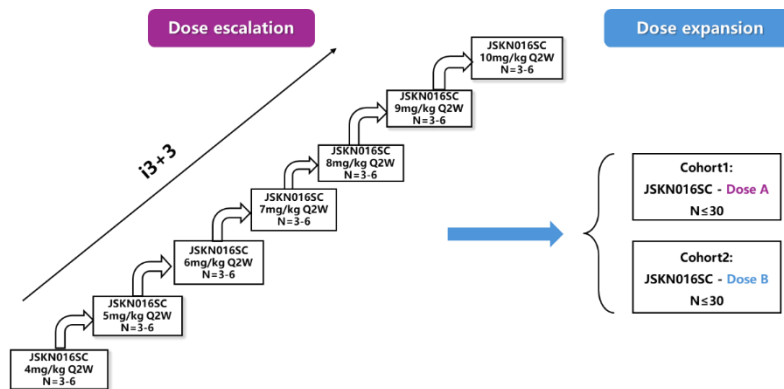 Dose escalation
Dose expansion
i3+3
JSKN016SC
4mg/kg Q2W
N=3-6
JSKN016SC
5mg/kg Q2W
N=3-6
JSKN016SC
6mg/kg Q2W
N=3-6
JSKN016SC
7mg/kg Q2W
N=3-6
JSKN016SC
8mg/kg Q2W
N=3-6
JSKN016SC
9mg/kg Q2W
N=3-6
JSKN016SC
10mg/kg Q2W
N=3-6
Cohort1:
JSKN016SC - Dose A
N≤30
Cohort2:
JSKN016SC - Dose B
N≤30